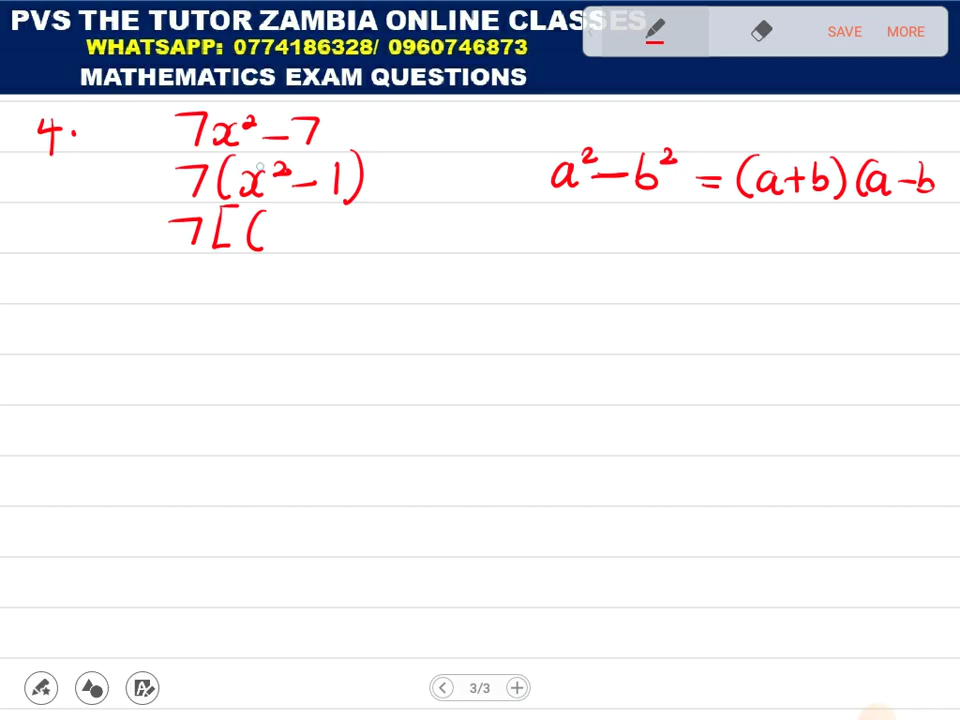 PVS THE TUTOR ZAMBIA ONLINE CLASSES
WHATSAPP: 0774186328/ 0960746873
MATHEMATICS EXAM QUESTIONS
SAVE MORE
4. 7x² - 7
7(x² - 1) a² - b² = (a+b)(a-b
7[(
3/3